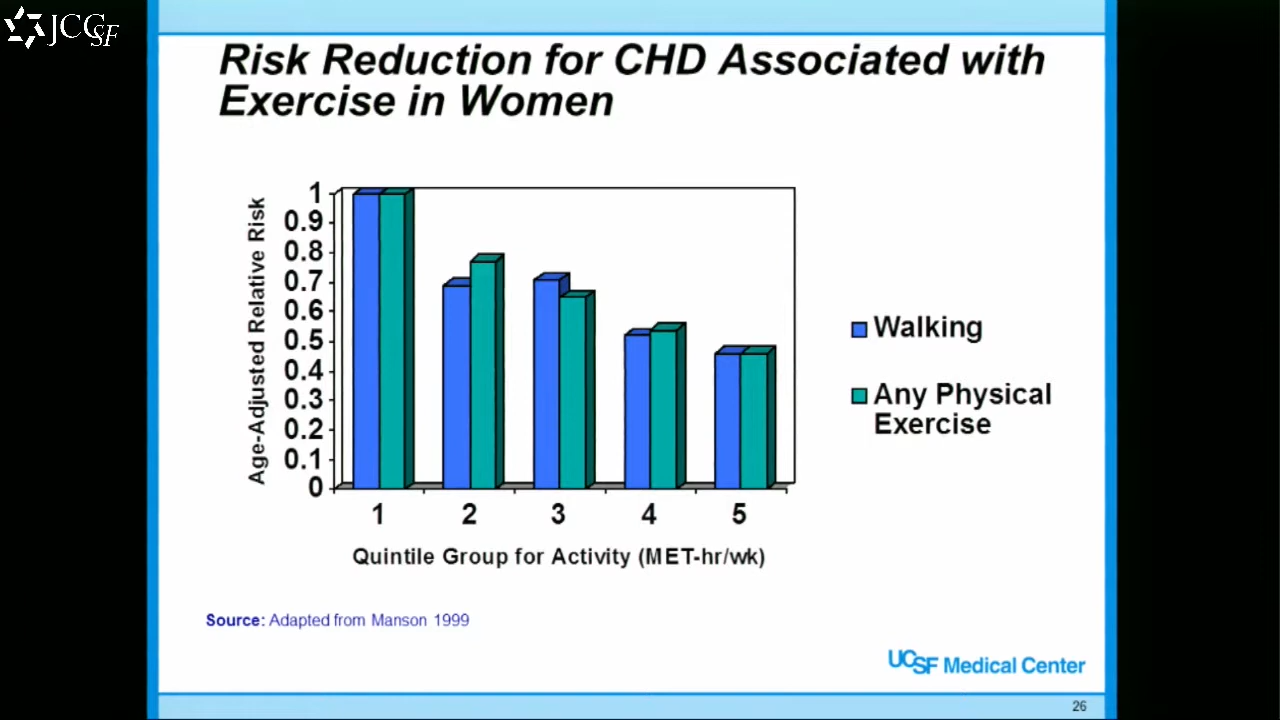 JCCSF
Risk Reduction for CHD Associated with
Exercise in Women
Age-Adjusted Relative Risk
1
0.9
0.8
0.7
0.6
0.5
0.4
0.3
0.2
0.1
0
1 2 3 4 5
Quintile Group for Activity (MET-hr/wk)
Walking
Any Physical
Exercise
Source: Adapted from Manson 1999
UCSF Medical Center
26